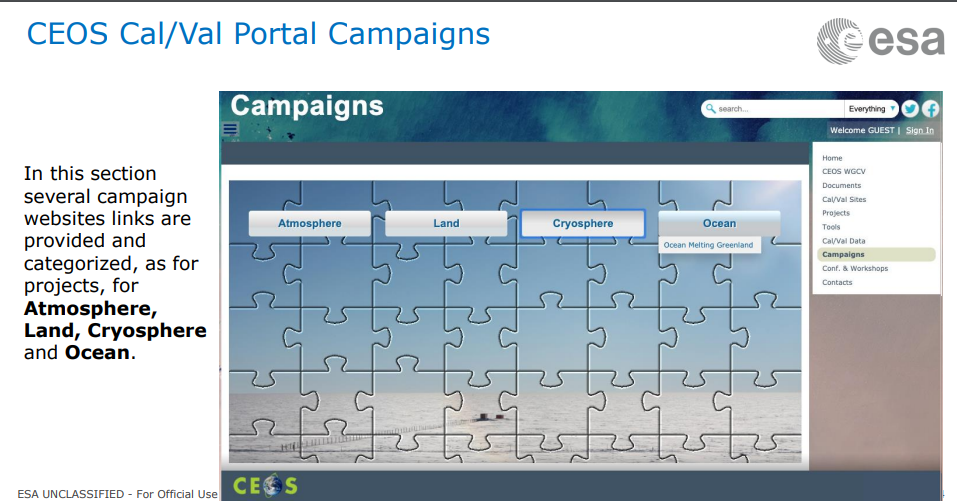 CEOS Cal/Val Portal Campaigns
esa
Campaigns
search...
Everything
Welcome GUEST | Sign In
In this section
several campaign
websites links are
provided and
categorized, as for
projects, for
Atmosphere,
Land, Cryosphere
and Ocean.
Atmosphere
Land
Cryosphere
Ocean
Ocean Melting Greenland
Home
CEOS WGCV
Documents
Cal/Val Sites
Projects
Tools
Cal/Val Data
Campaigns
Conf. & Workshops
Contacts
CEOS
ESA UNCLASSIFIED - For Official Use